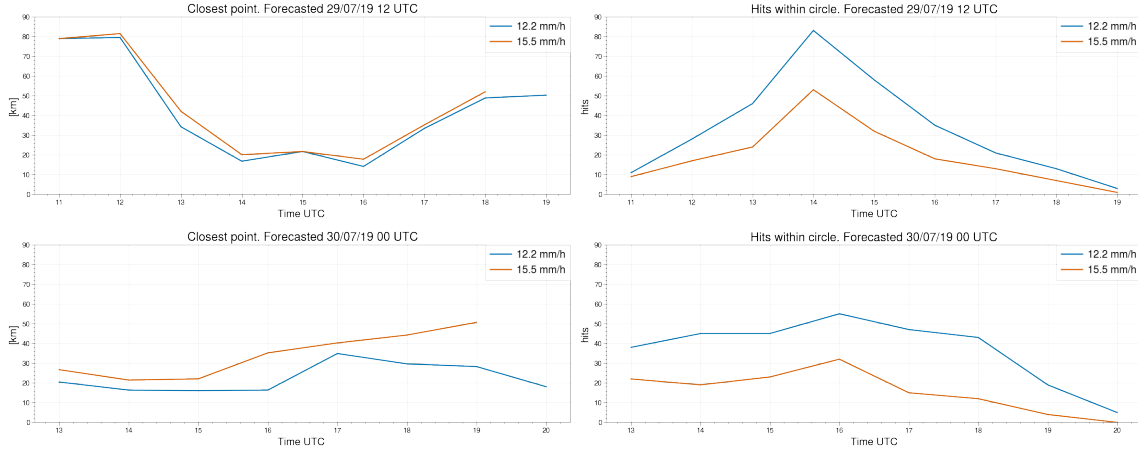 Closest point. Forecasted 29/07/19 12 UTC
90
80
70
60
50
40
30
20
10
0
[km]
12.2 mm/h
15.5 mm/h
11 12 13 14 15 16 17 18 19
Time UTC
Hits within circle. Forecasted 29/07/19 12 UTC
90
80
70
60
50
40
30
20
10
0
hits
12.2 mm/h
15.5 mm/h
11 12 13 14 15 16 17 18 19
Time UTC
Closest point. Forecasted 30/07/19 00 UTC
90
80
70
60
50
40
30
20
10
0
[km]
12.2 mm/h
15.5 mm/h
13 14 15 16 17 18 19 20
Time UTC
Hits within circle. Forecasted 30/07/19 00 UTC
90
80
70
60
50
40
30
20
10
0
hits
12.2 mm/h
15.5 mm/h
13 14 15 16 17 18 19 20
Time UTC